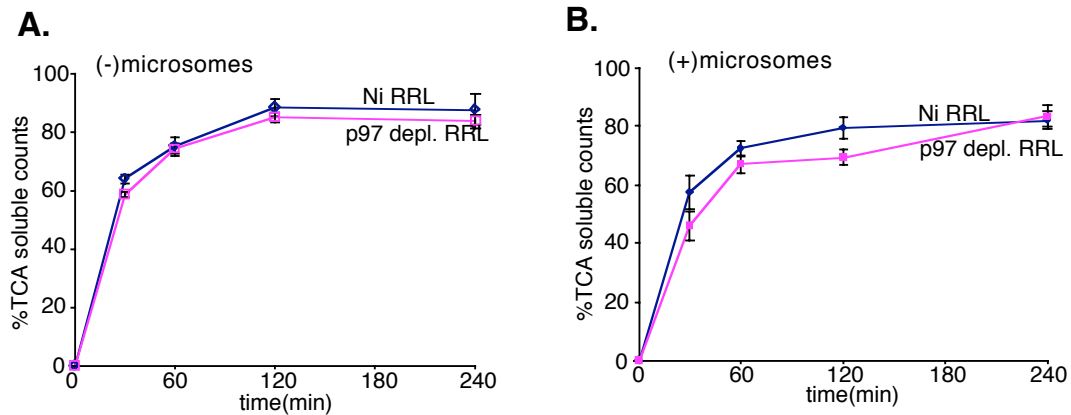 A.
(-)microsomes
100
80
60
40
20
0
%TCA soluble counts
Ni RRL
p97 depl. RRL
0 60 120 180 240
time(min)
B.
(+)microsomes
100
80
60
40
20
0
%TCA soluble counts
Ni RRL
p97 depl. RRL
0 60 120 180 240
time(min)